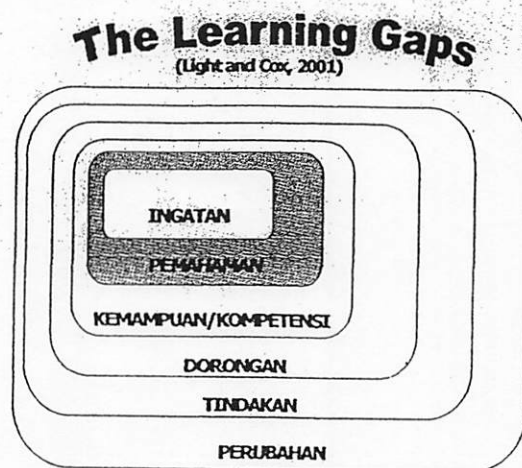 The Learning Gaps
(Light and Cox, 2001)
INGATAN
PEMAHAMAN
KEMAMPUAN/KOMPETENSI
DORONGAN
TINDAKAN
PERUBAHAN